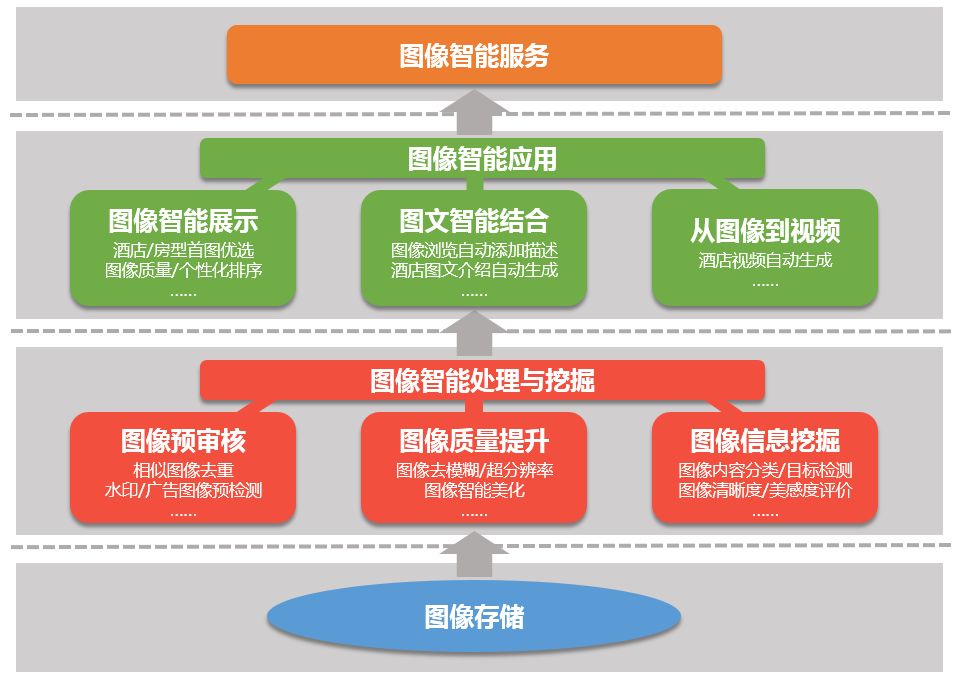 图像智能服务
图像智能应用
图像智能展示
酒店/房型首图优选
图像质量/个性化排序
……
图文智能结合
图像浏览自动添加描述
酒店图文介绍自动生成
……
从图像到视频
酒店视频自动生成
……
图像智能处理与挖掘
图像预审核
相似图像去重
水印/广告图像预检测
……
图像质量提升
图像去模糊/超分辨率
图像智能美化
……
图像信息挖掘
图像内容分类/目标检测
图像清晰度/美感度评价
……
图像存储